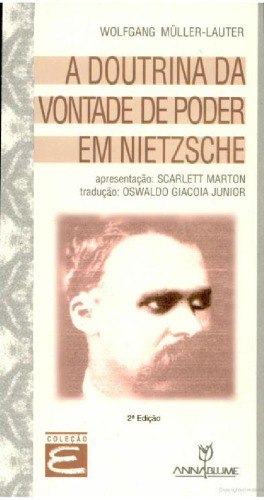 WOLFGANG MÜLLER-LAUTER
A DOUTRINA DA
VONTADE DE PODER
EM NIETZSCHE
apresentação: SCARLETT MARTON
tradução: OSWALDO GIACOIA JUNIOR
2ª Edição
COLEÇÃO
E
ANNABLUME